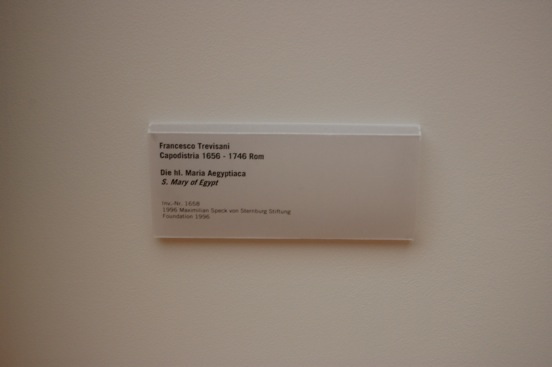 Francesco Trevisani
Capodistria 1656 - 1746 Rom
Die hl. Maria Aegyptiaca
S. Mary of Egypt
Inv.-Nr. 1658
1996 Maximilian Speck von Sternburg Stiftung
Foundation 1996